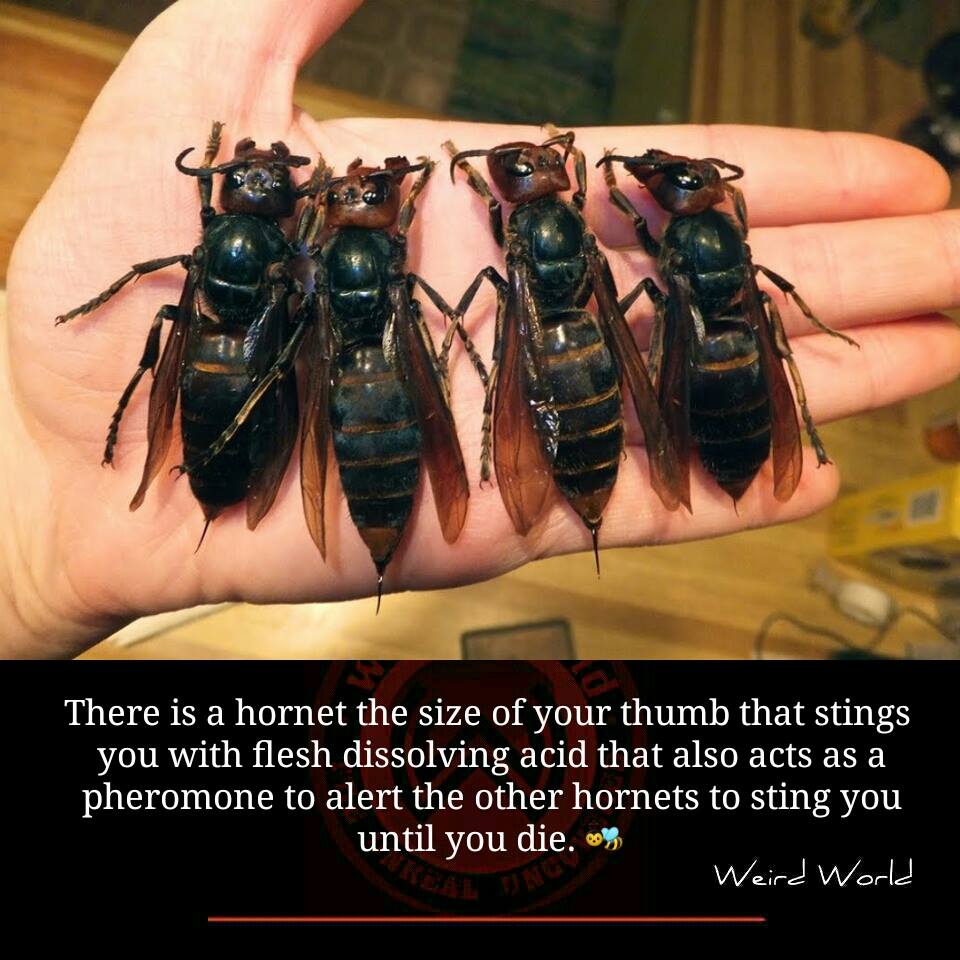 There is a hornet the size of your thumb that stings
you with flesh dissolving acid that also acts as a
pheromone to alert the other hornets to sting you
until you die. 🐝
Weird World